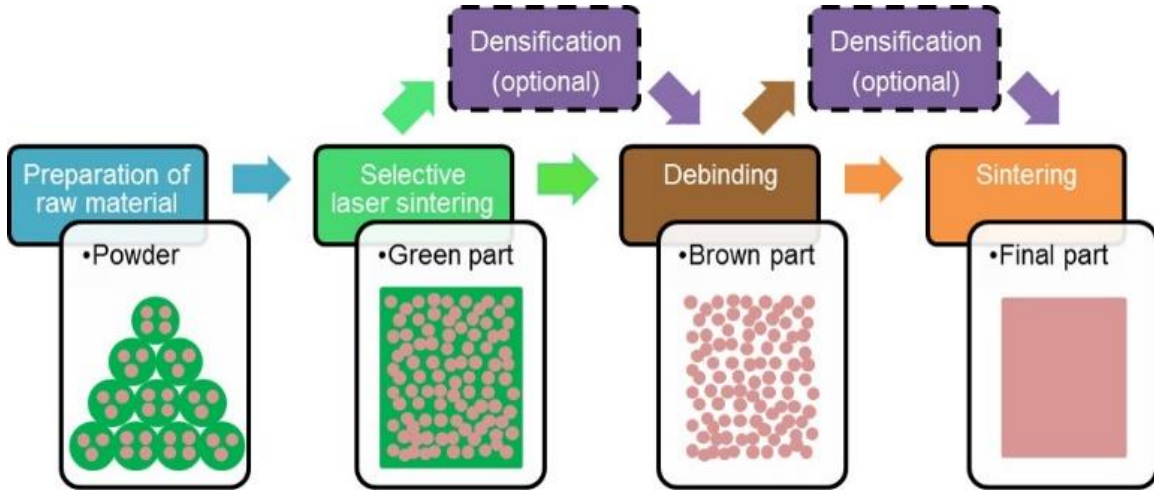 Densification
(optional)
Densification
(optional)
Preparation of
raw material
Selective
laser sintering
Debinding
Sintering
•Powder
•Green part
•Brown part
•Final part